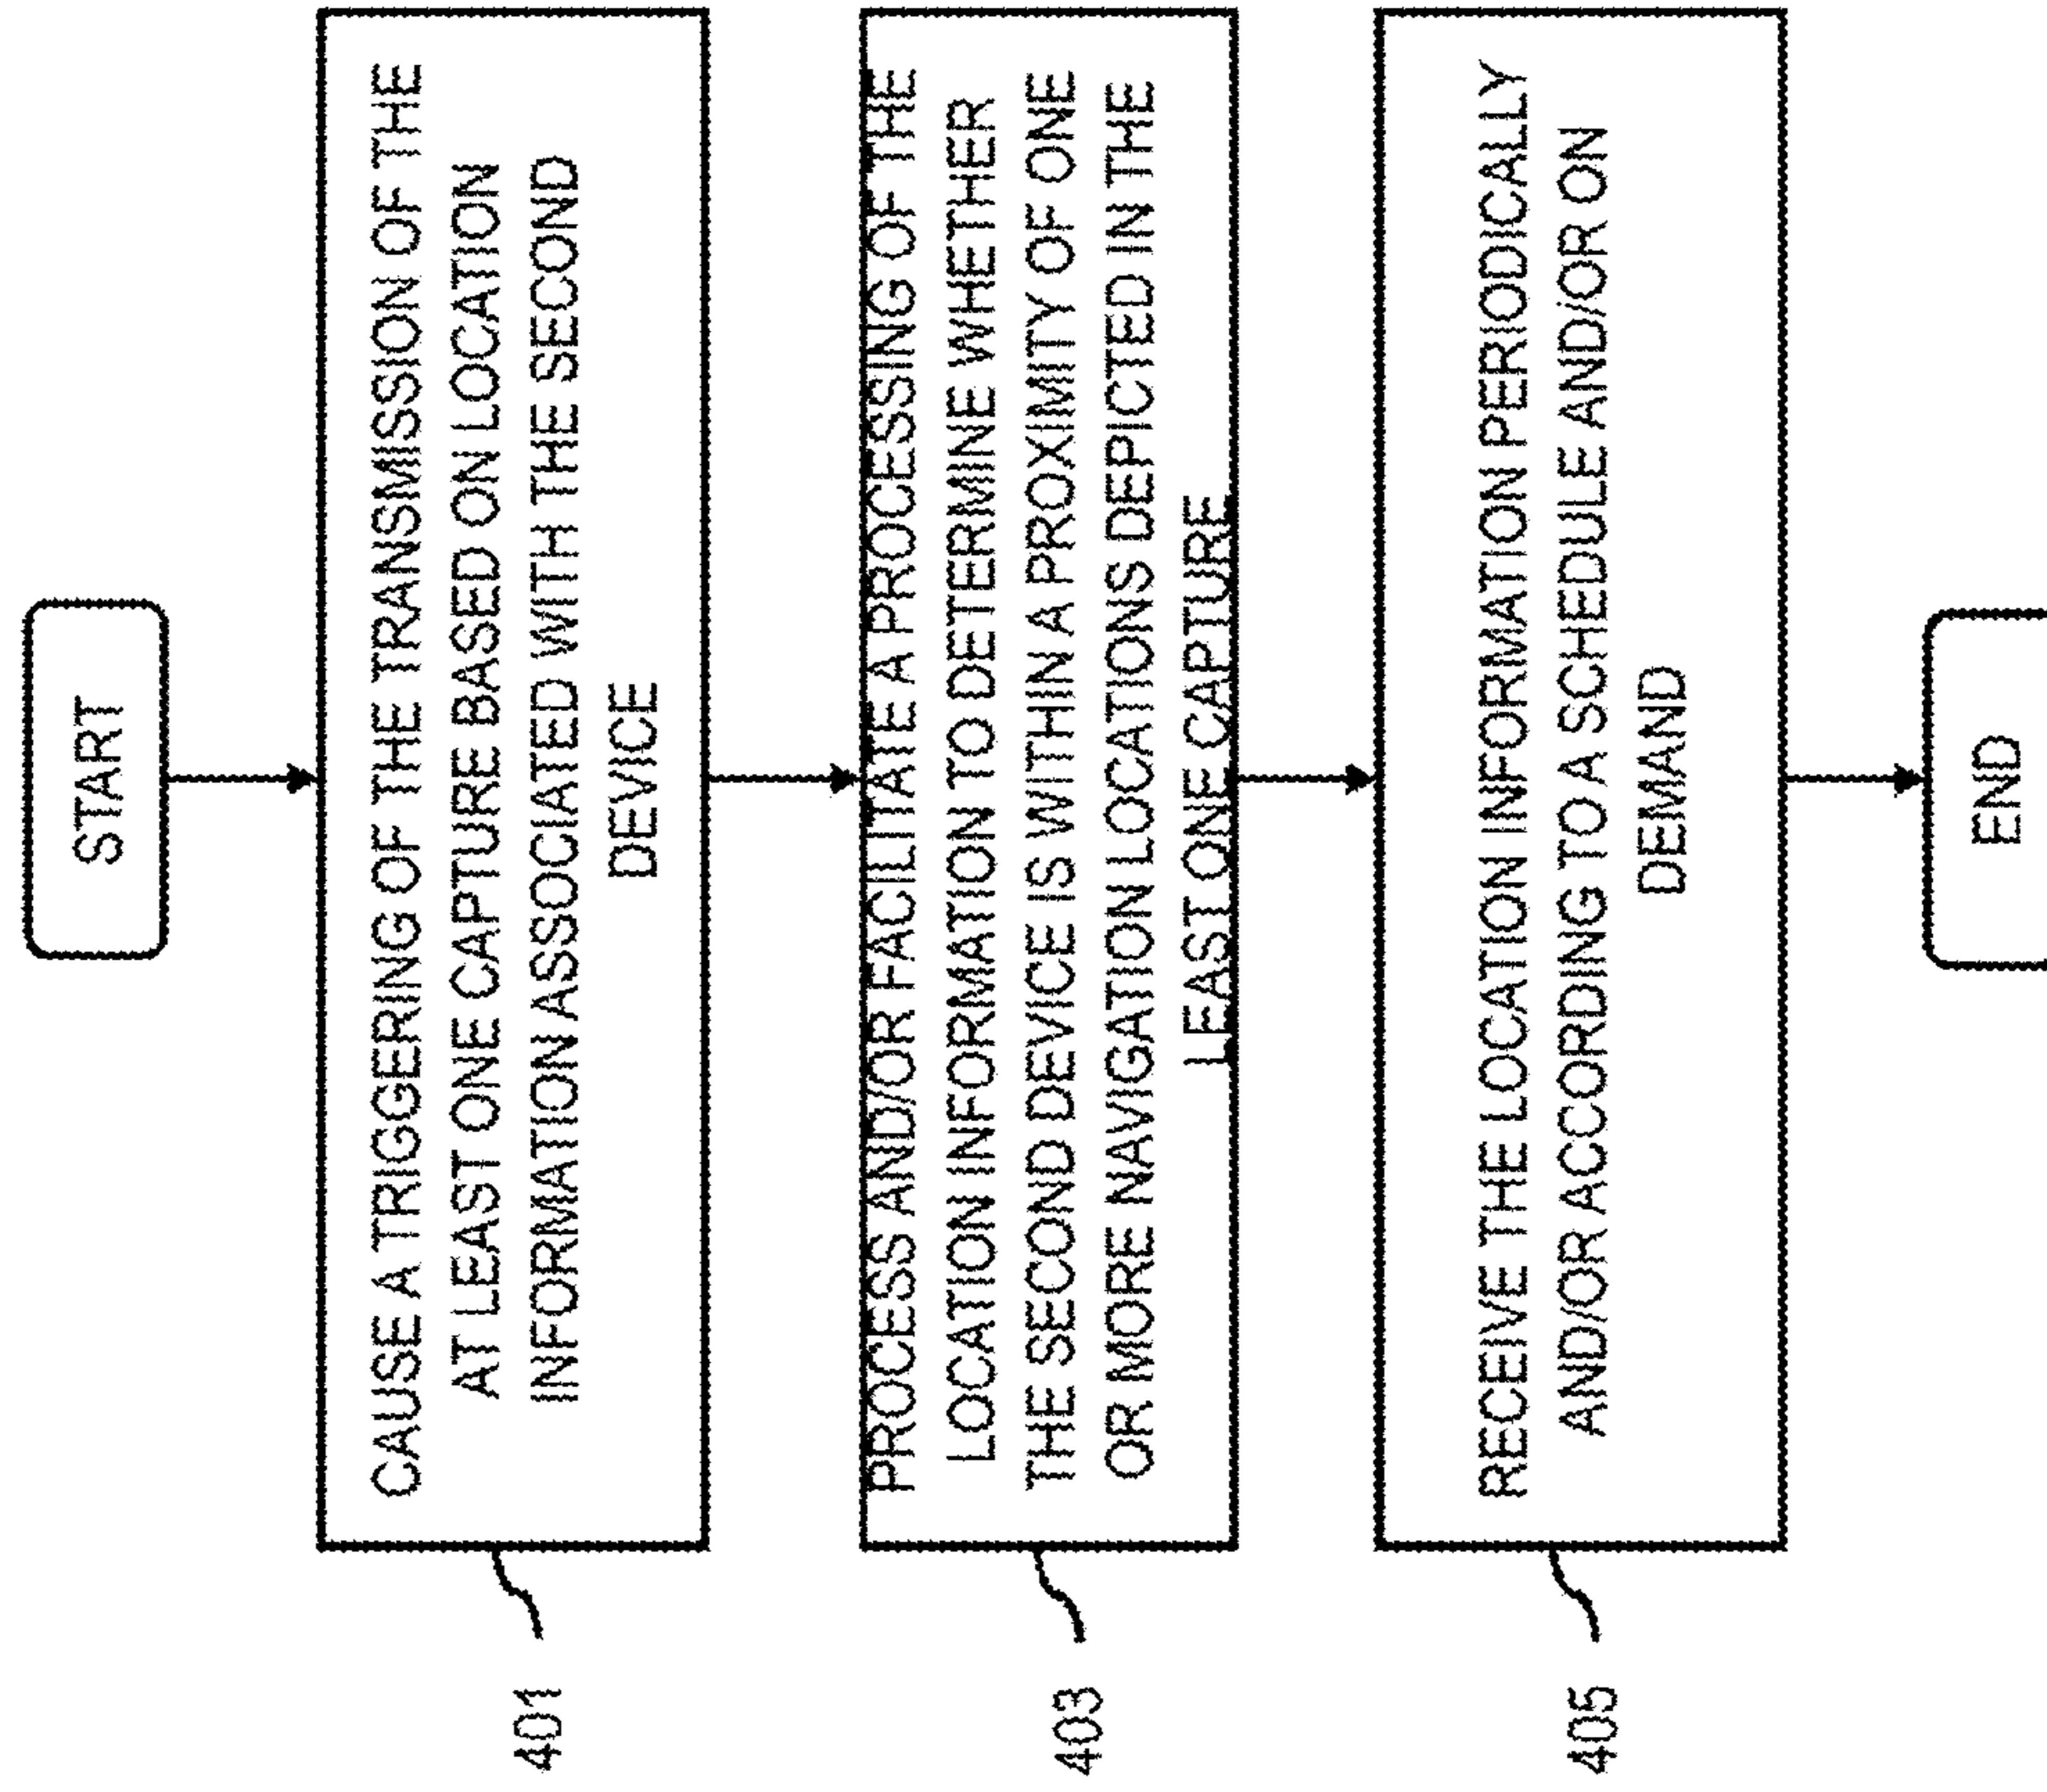 START
CAUSE A TRIGGERING OF THE TRANSMISSION OF THE
AT LEAST ONE CAPTURE BASED ON LOCATION
INFORMATION ASSOCIATED WITH THE SECOND
DEVICE
401
PROCESS AND/OR FACILITATE A PROCESSING OF THE
LOCATION INFORMATION TO DETERMINE WHETHER
THE SECOND DEVICE IS WITHIN A PROXIMITY OF ONE
OR MORE NAVIGATION LOCATIONS DEPICTED IN THE
LEAST ONE CAPTURE
403
RECEIVE THE LOCATION INFORMATION PERIODICALLY
AND/OR ACCORDING TO A SCHEDULE AND/OR ON
DEMAND
405
END